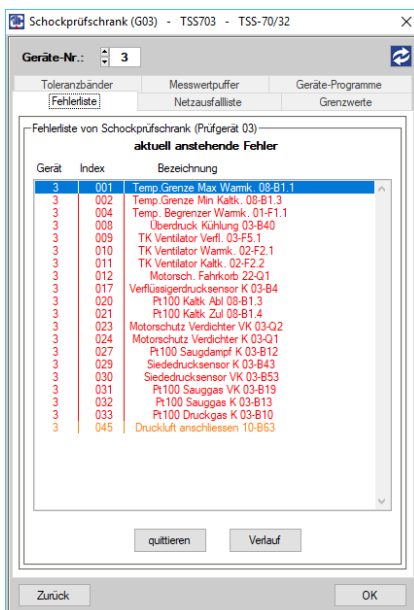 Schockprüfschrank (G03) - TSS703 - TSS-70/32
Geräte-Nr.: 3
Toleranzbänder Messwertpuffer Geräte-Programme
Fehlerliste Netzausfallliste Grenzwerte
Fehlerliste von Schockprüfschrank (Prüfgerät 03)
aktuell anstehende Fehler
Gerät Index Bezeichnung
3 001 Temp.Grenze Max Warmk. 08-B1.1
3 002 Temp.Grenze Min Kaltk. 08-B1.3
3 004 Temp. Begrenzer Warmk. 01-F1.1
3 008 Überdruck Kühlung 03-B40
3 009 TK Ventilator Verfl. 03-F5.1
3 010 TK Ventilator Warmk. 02-F2.1
3 011 TK Ventilator Kaltk. 02-F2.2
3 012 Motorsch. Fahrkorb 22-Q1
3 017 Verflüssigerdrucksensor K 03-B4
3 020 Pt100 Kaltk Abl 08-B1.3
3 021 Pt100 Kaltk Zul 08-B1.4
3 023 Motorschutz Verdichter VK 03-Q2
3 024 Motorschutz Verdichter K 03-Q1
3 027 Pt100 Saugdampf K 03-B12
3 029 Siededrucksensor K 03-B43
3 030 Siededrucksensor VK 03-B53
3 031 Pt100 Sauggas VK 03-B19
3 032 Pt100 Sauggas K 03-B13
3 033 Pt100 Druckgas K 03-B10
3 045 Druckluft anschliessen 10-B63
quittieren Verlauf
Zurück OK